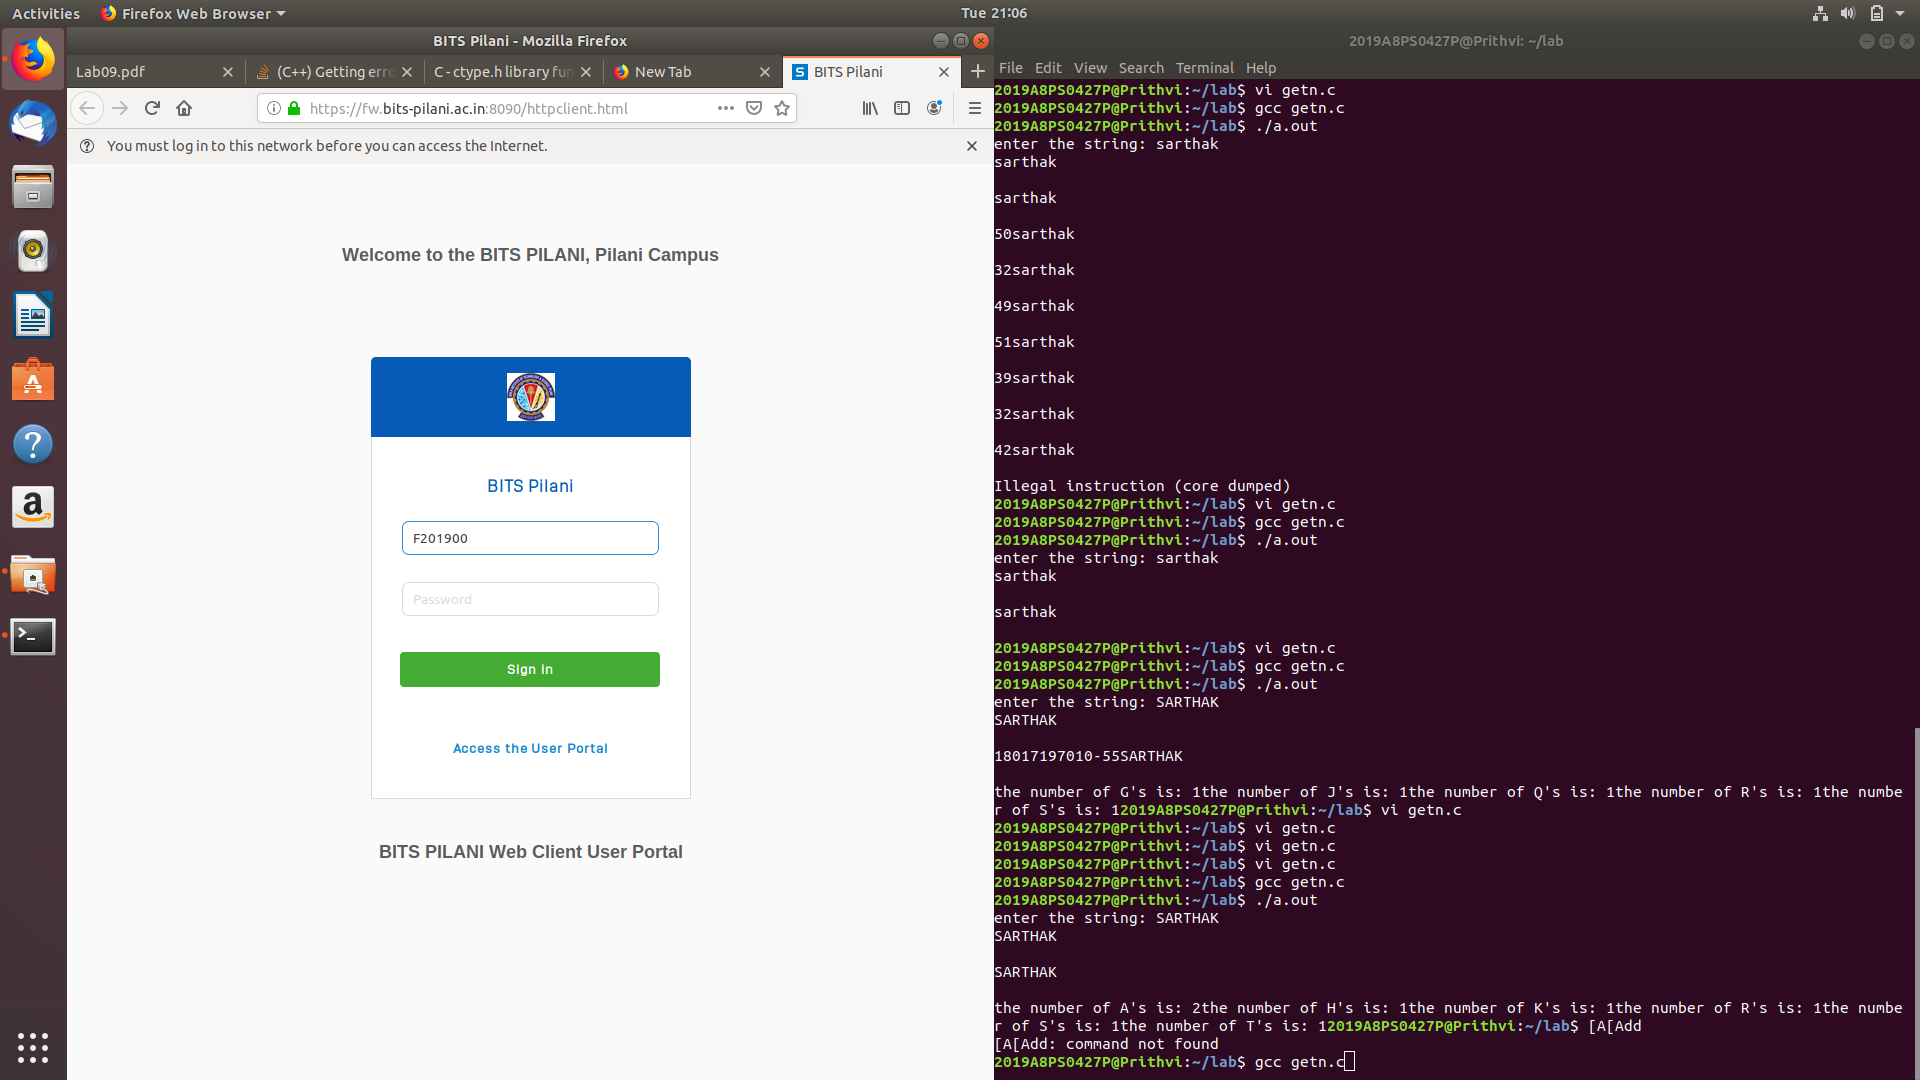 Activities
Firefox Web Browser
Tue 21:06
BITS Pilani - Mozilla Firefox
Lab09.pdf
(C++) Getting erro
C - ctype.h library fun
New Tab
BITS Pilani
https://fw.bits-pilani.ac.in:8090/httpclient.html
You must log in to this network before you can access the Internet.
Welcome to the BITS PILANI, Pilani Campus
BITS Pilani
F201900
Password
Sign in
Access the User Portal
BITS PILANI Web Client User Portal
2019A8PS0427P@Prithvi: ~/lab
File Edit View Search Terminal Help
2019A8PS0427P@Prithvi:~/lab$ vi getn.c
2019A8PS0427P@Prithvi:~/lab$ gcc getn.c
2019A8PS0427P@Prithvi:~/lab$ ./a.out
enter the string: sarthak
sarthak
sarthak
50sarthak
32sarthak
49sarthak
51sarthak
39sarthak
32sarthak
42sarthak
Illegal instruction (core dumped)
2019A8PS0427P@Prithvi:~/lab$ vi getn.c
2019A8PS0427P@Prithvi:~/lab$ gcc getn.c
2019A8PS0427P@Prithvi:~/lab$ ./a.out
enter the string: sarthak
sarthak
sarthak
2019A8PS0427P@Prithvi:~/lab$ vi getn.c
2019A8PS0427P@Prithvi:~/lab$ gcc getn.c
2019A8PS0427P@Prithvi:~/lab$ ./a.out
enter the string: SARTHAK
SARTHAK
18017197010-55SARTHAK
the number of G's is: 1the number of J's is: 1the number of Q's is: 1the number of R's is: 1the numbe
r of S's is: 12019A8PS0427P@Prithvi:~/lab$ vi getn.c
2019A8PS0427P@Prithvi:~/lab$ vi getn.c
2019A8PS0427P@Prithvi:~/lab$ vi getn.c
2019A8PS0427P@Prithvi:~/lab$ vi getn.c
2019A8PS0427P@Prithvi:~/lab$ gcc getn.c
2019A8PS0427P@Prithvi:~/lab$ ./a.out
enter the string: SARTHAK
SARTHAK
SARTHAK
the number of A's is: 2the number of H's is: 1the number of K's is: 1the number of R's is: 1the numbe
r of S's is: 1the number of T's is: 12019A8PS0427P@Prithvi:~/lab$ [A[Add
[A[Add: command not found
2019A8PS0427P@Prithvi:~/lab$ gcc getn.c